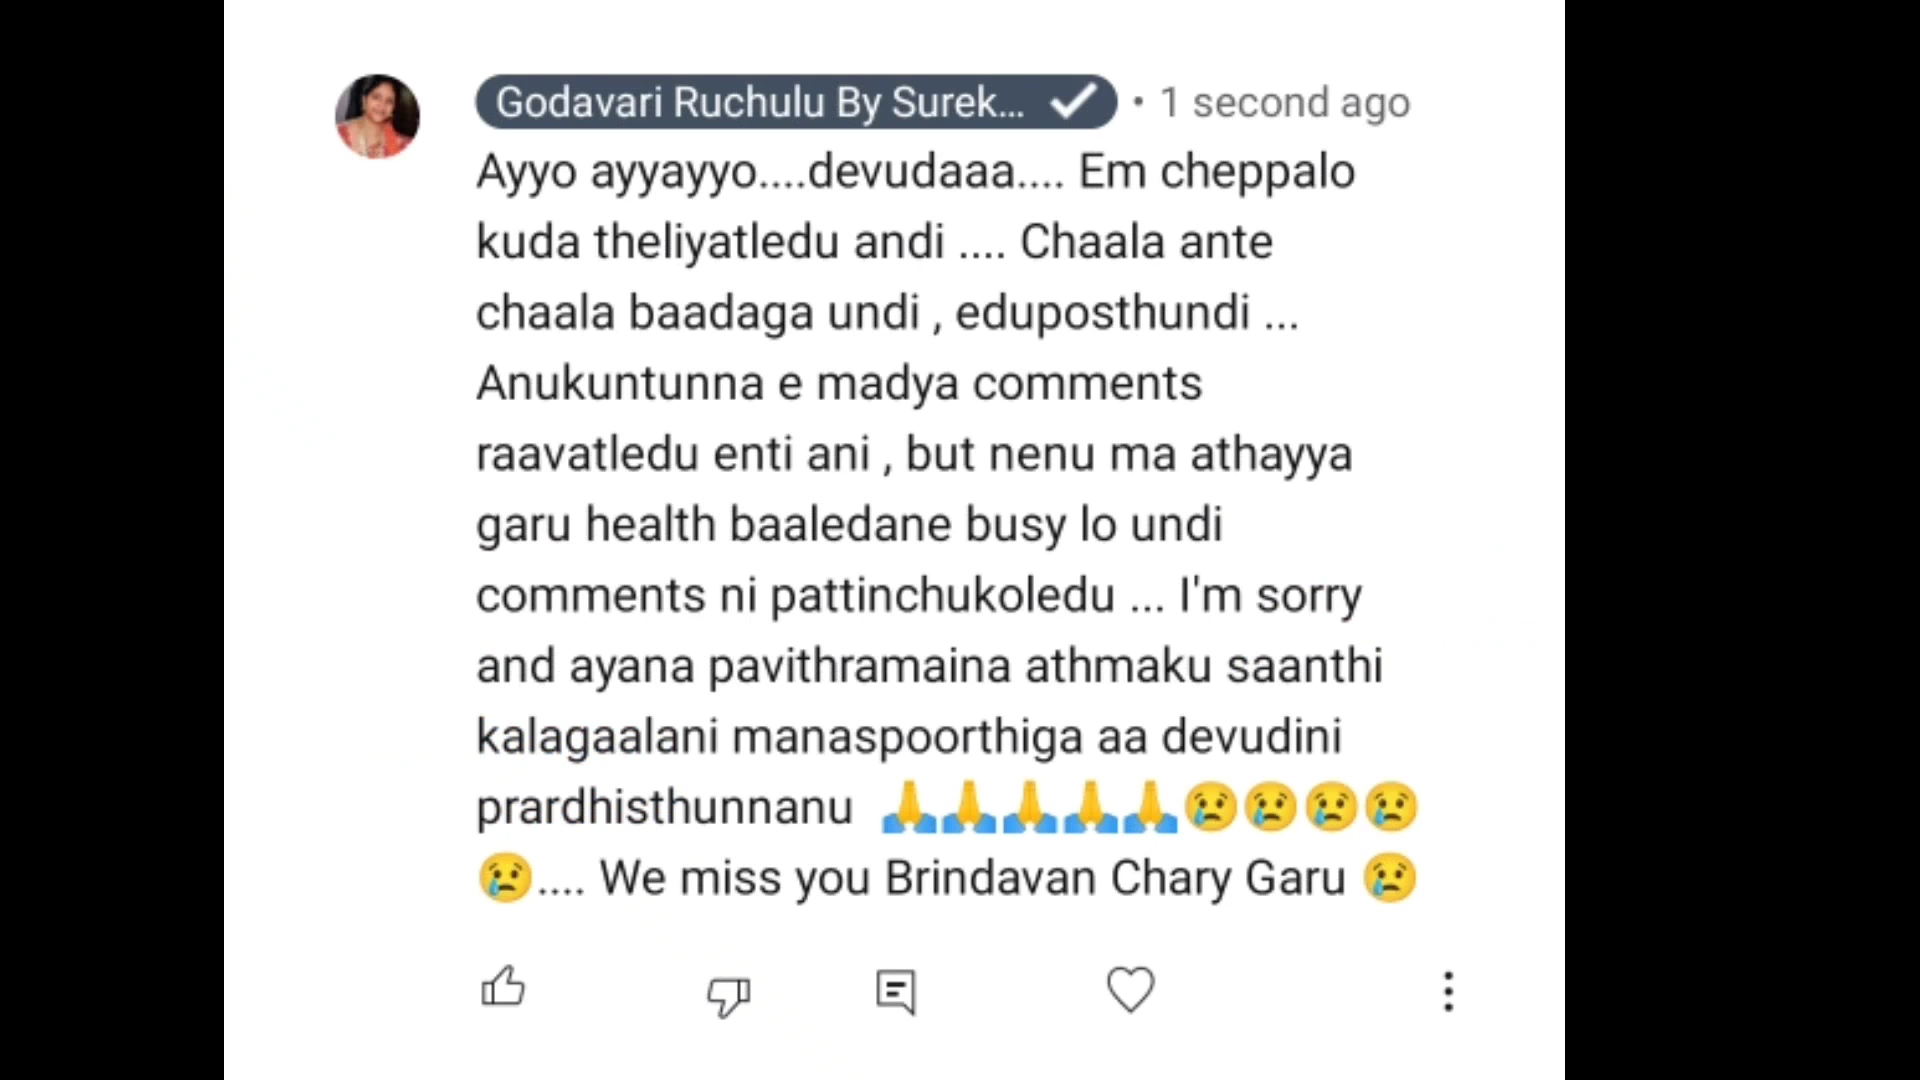 Godavari Ruchulu By Surek... • 1 second ago
Ayyo ayyayyo....devudaaa.... Em cheppalo
kuda theliyatledu andi .... Chaala ante
chaala baadaga undi , eduposthundi ...
Anukuntunna e madya comments
raavatledu enti ani , but nenu ma athayya
garu health baaledane busy lo undi
comments ni pattinchukoledu ... I'm sorry
and ayana pavithramaina athmaku saanthi
kalagaalani manaspoorthiga aa devudini
prardhisthunnanu 🙏🙏🙏🙏🙏😢😢😢😢
😢.... We miss you Brindavan Chary Garu 😢